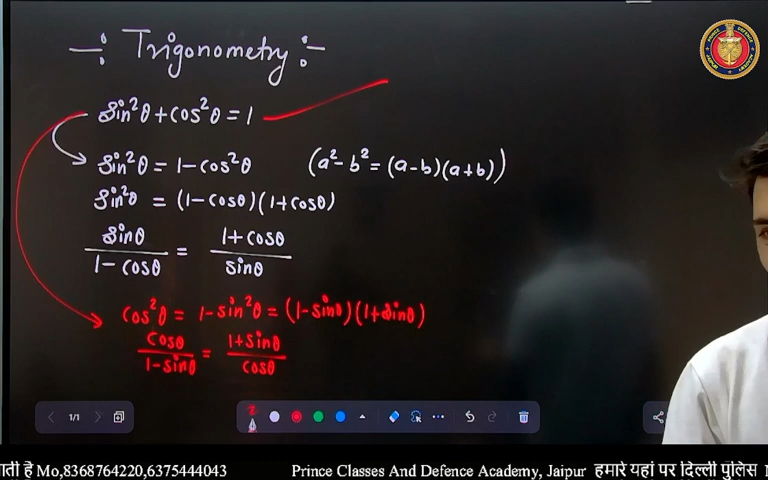 -: Trigonometry :-
sin²θ + cos²θ = 1
sin²θ = 1 - cos²θ (a² - b² = (a-b)(a+b))
sin²θ = (1 - cosθ)(1 + cosθ)
sinθ / 1 - cosθ = 1 + cosθ / sinθ
cos²θ = 1 - sin²θ = (1 - sinθ)(1 + sinθ)
cosθ / 1 - sinθ = 1 + sinθ / cosθ
1/1
ाती है Mo,8368764220,6375444043 Prince Classes And Defence Academy, Jaipur हमारे यहां पर दिल्ली पुलिस